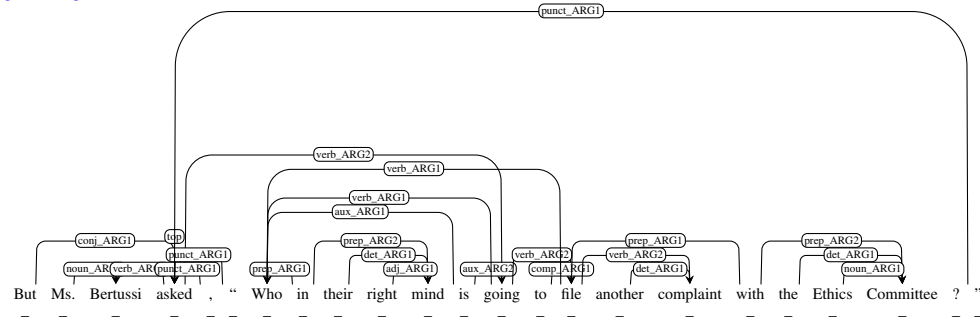 punct_ARG1
verb_ARG2
verb_ARG1
verb_ARG1
aux_ARG1
top
conj_ARG1 prep_ARG2 prep_ARG1 prep_ARG2
punct_ARG1 det_ARG1 verb_ARG2 verb_ARG2 det_ARG1
noun_AR verb_AR punct_ARG1 prep_ARG1 adj_ARG1 aux_ARG2 comp_ARG1 det_ARG1 noun_ARG1
But Ms. Bertussi asked , “ Who in their right mind is going to file another complaint with the Ethics Committee ? ”